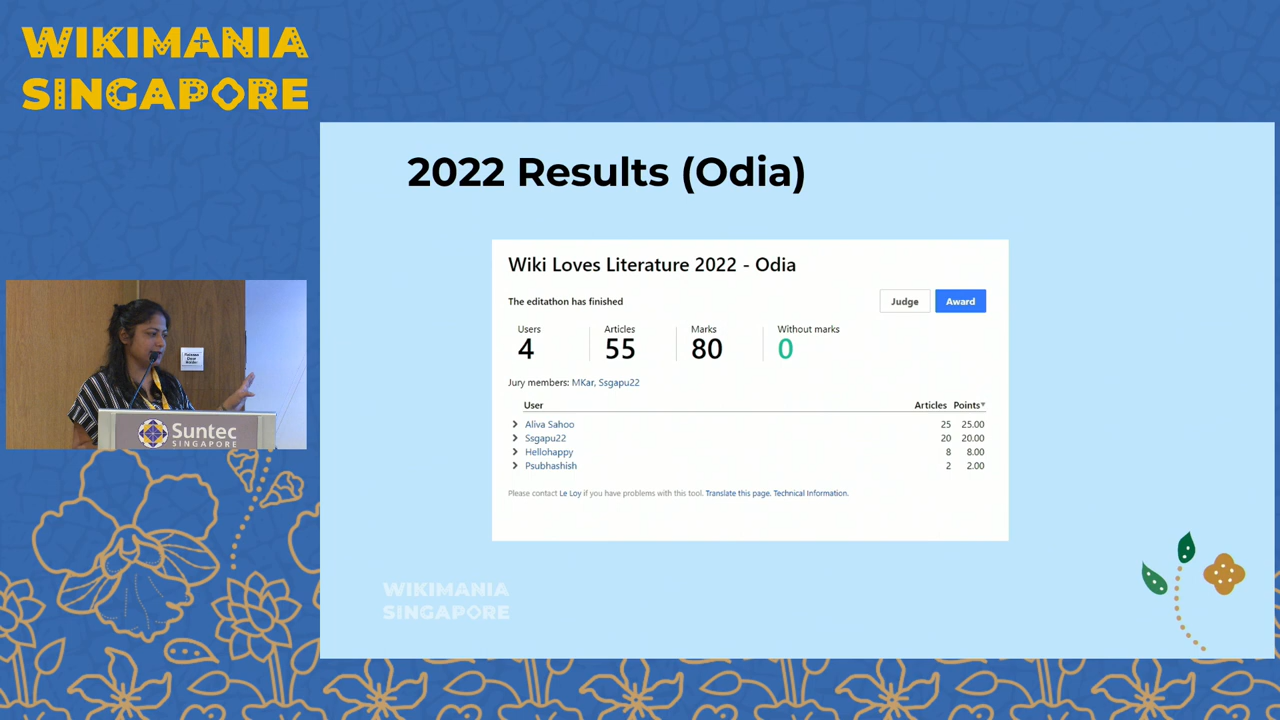 WIKIMANIA
SINGAPORE
2022 Results (Odia)
Wiki Loves Literature 2022 - Odia
The editathon has finished
Judge
Award
Users Articles Marks Without marks
4 55 80 0
Jury members: MKar, Ssgapu22
User Articles Points
Aliva Sahoo 25 25.00
Ssgapu22 20 20.00
Hellohappy 8 8.00
Psubhashish 2 2.00
Please contact Le Loy if you have problems with this tool. Translate this page. Technical Information.
Suntec
SINGAPORE
WIKIMANIA
SINGAPORE